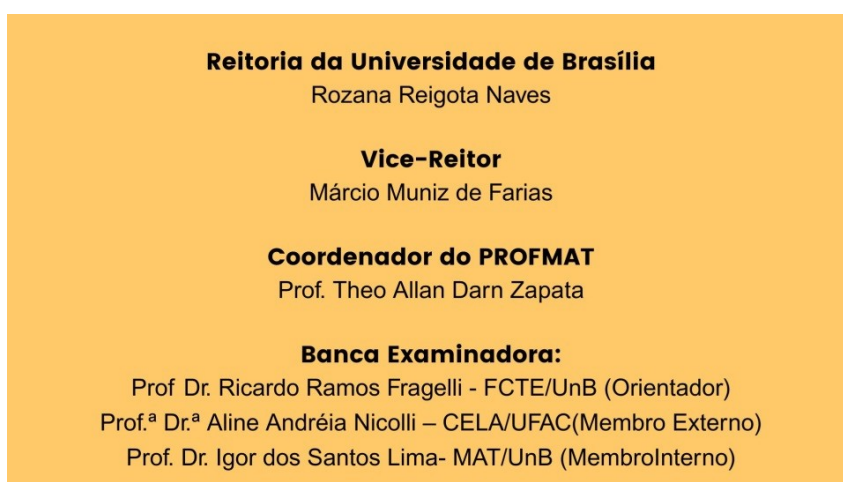 Reitoria da Universidade de Brasília
Rozana Reigota Naves
Vice-Reitor
Márcio Muniz de Farias
Coordenador do PROFMAT
Prof. Theo Allan Darn Zapata
Banca Examinadora:
Prof Dr. Ricardo Ramos Fragelli - FCTE/UnB (Orientador)
Prof.ª Dr.ª Aline Andréia Nicolli – CELA/UFAC(Membro Externo)
Prof. Dr. Igor dos Santos Lima- MAT/UnB (MembroInterno)